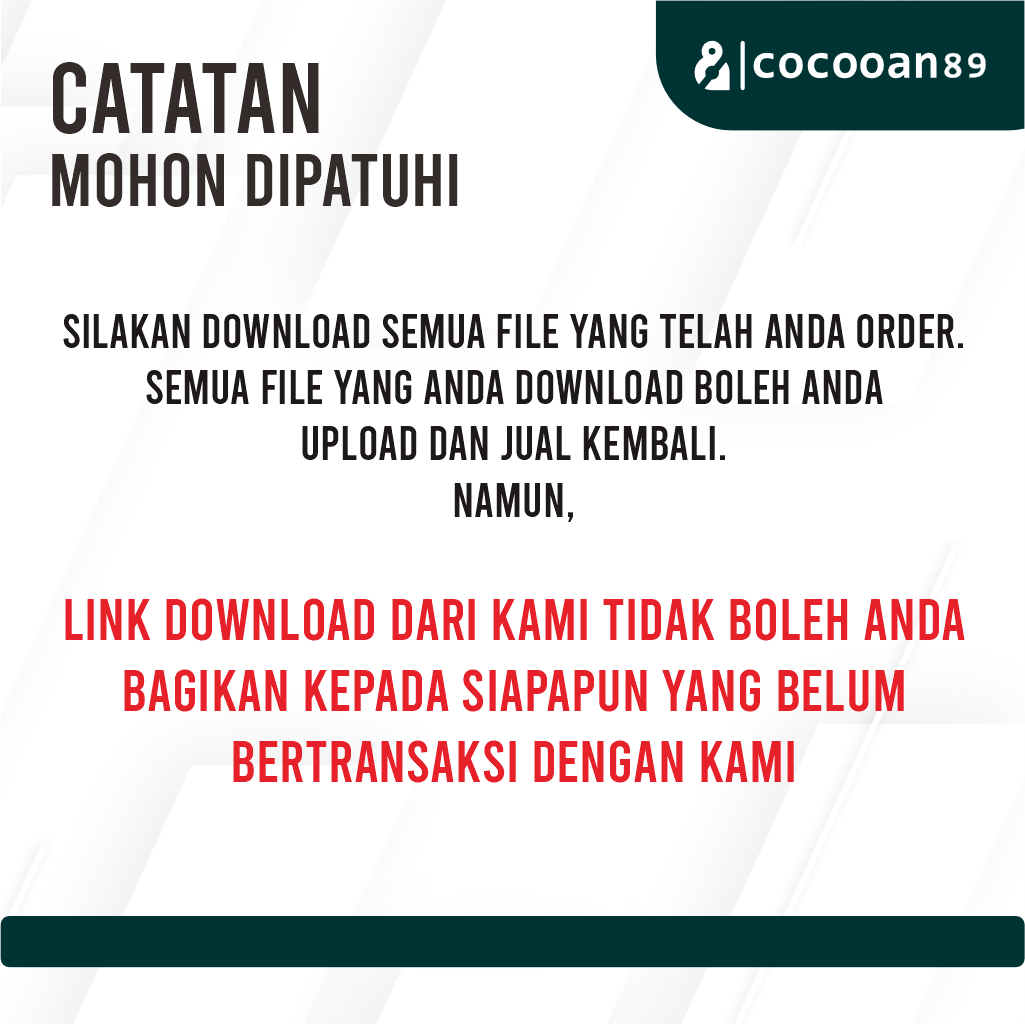 cocooan89
CATATAN
MOHON DIPATUHI
SILAKAN DOWNLOAD SEMUA FILE YANG TELAH ANDA ORDER.
SEMUA FILE YANG ANDA DOWNLOAD BOLEH ANDA
UPLOAD DAN JUAL KEMBALI.
NAMUN,
LINK DOWNLOAD DARI KAMI TIDAK BOLEH ANDA
BAGIKAN KEPADA SIAPAPUN YANG BELUM
BERTRANSAKSI DENGAN KAMI